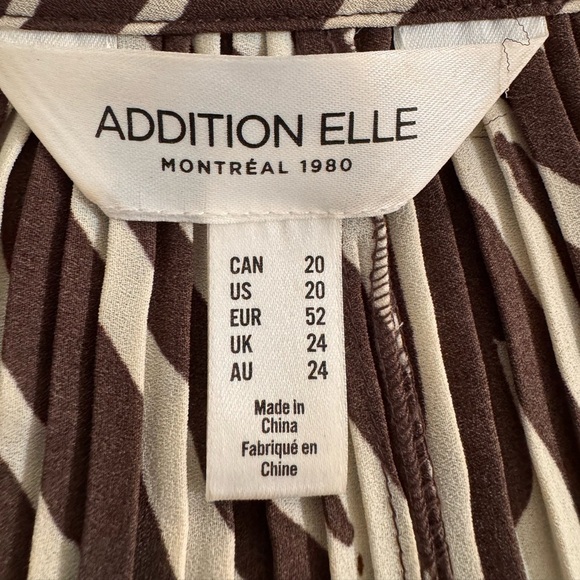 ADDITION ELLE
MONTRÉAL 1980
CAN 20
US 20
EUR 52
UK 24
AU 24
Made in
China
Fabriqué en
Chine